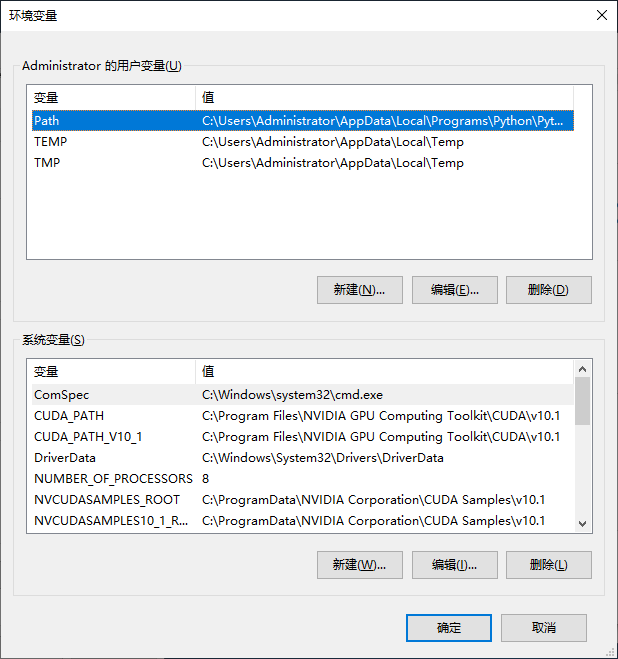 环境变量
Administrator 的用户变量(U)
变量 值
Path C:\Users\Administrator\AppData\Local\Programs\Python\Pyt...
TEMP C:\Users\Administrator\AppData\Local\Temp
TMP C:\Users\Administrator\AppData\Local\Temp
新建(N)... 编辑(E)... 删除(D)
系统变量(S)
变量 值
ComSpec C:\Windows\system32\cmd.exe
CUDA_PATH C:\Program Files\NVIDIA GPU Computing Toolkit\CUDA\v10.1
CUDA_PATH_V10_1 C:\Program Files\NVIDIA GPU Computing Toolkit\CUDA\v10.1
DriverData C:\Windows\System32\Drivers\DriverData
NUMBER_OF_PROCESSORS 8
NVCUDASAMPLES_ROOT C:\ProgramData\NVIDIA Corporation\CUDA Samples\v10.1
NVCUDASAMPLES10_1_R... C:\ProgramData\NVIDIA Corporation\CUDA Samples\v10.1
新建(W)... 编辑(I)... 删除(L)
确定 取消